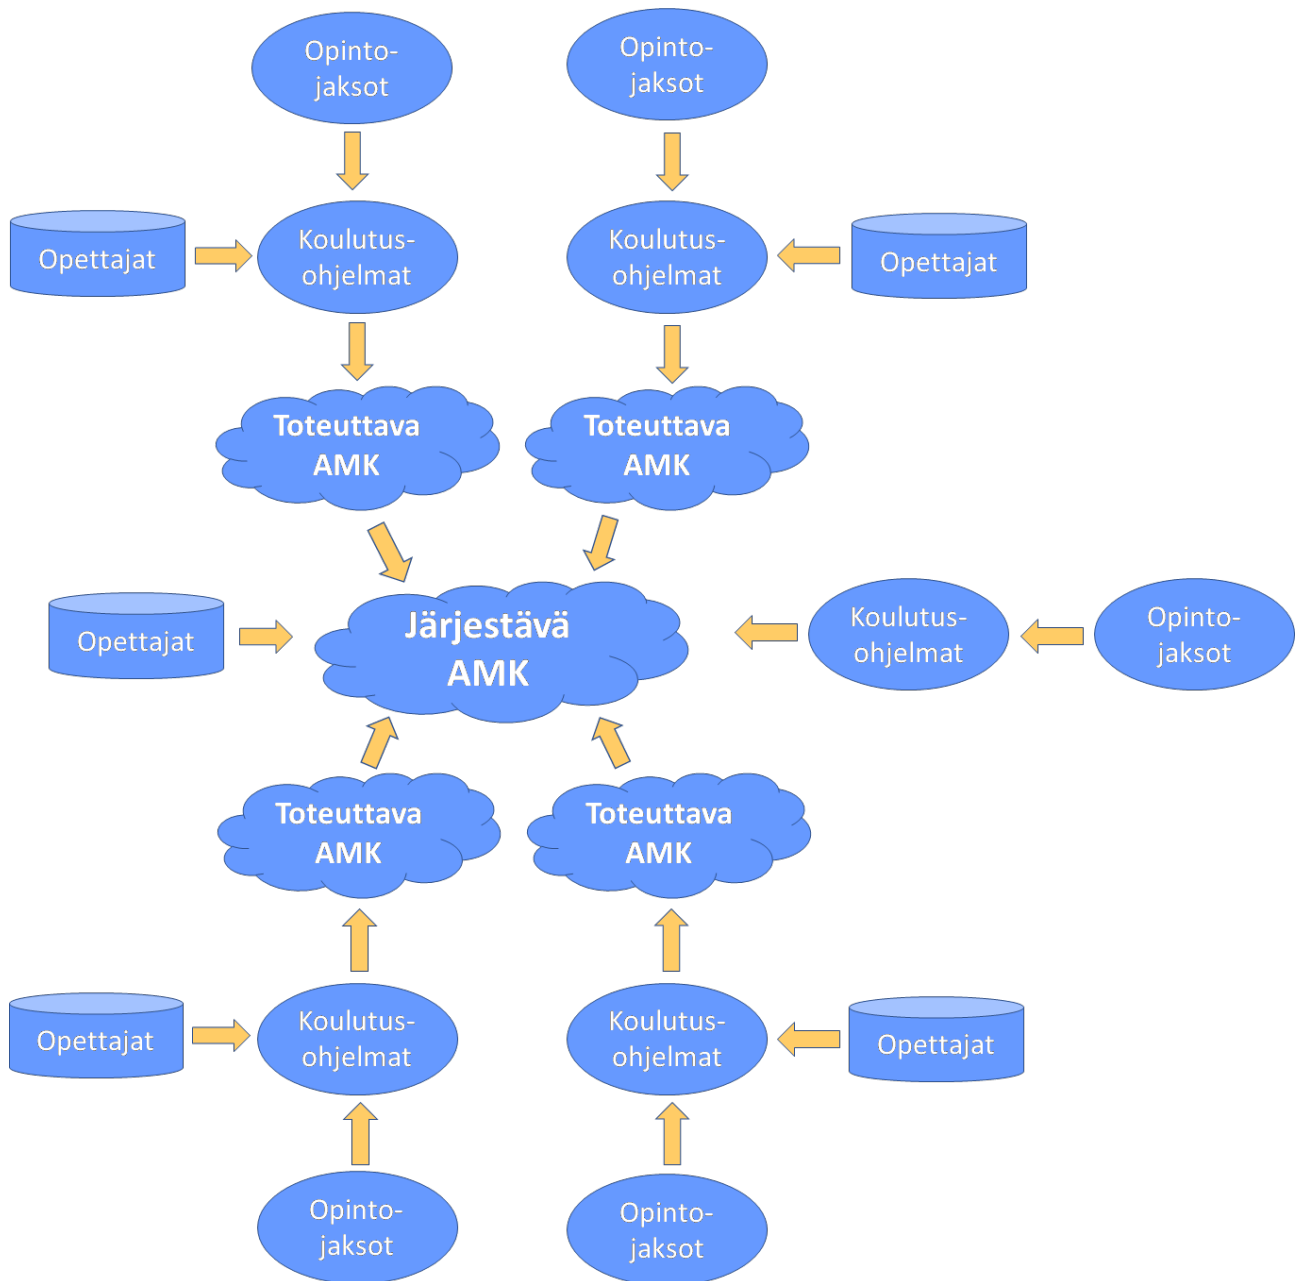 Opinto-
jaksot
Opinto-
jaksot
Opettajat
Koulutus-
ohjelmat
Koulutus-
ohjelmat
Opettajat
Toteuttava
AMK
Toteuttava
AMK
Opettajat
Järjestävä
AMK
Koulutus-
ohjelmat
Opinto-
jaksot
Toteuttava
AMK
Toteuttava
AMK
Opettajat
Koulutus-
ohjelmat
Koulutus-
ohjelmat
Opettajat
Opinto-
jaksot
Opinto-
jaksot